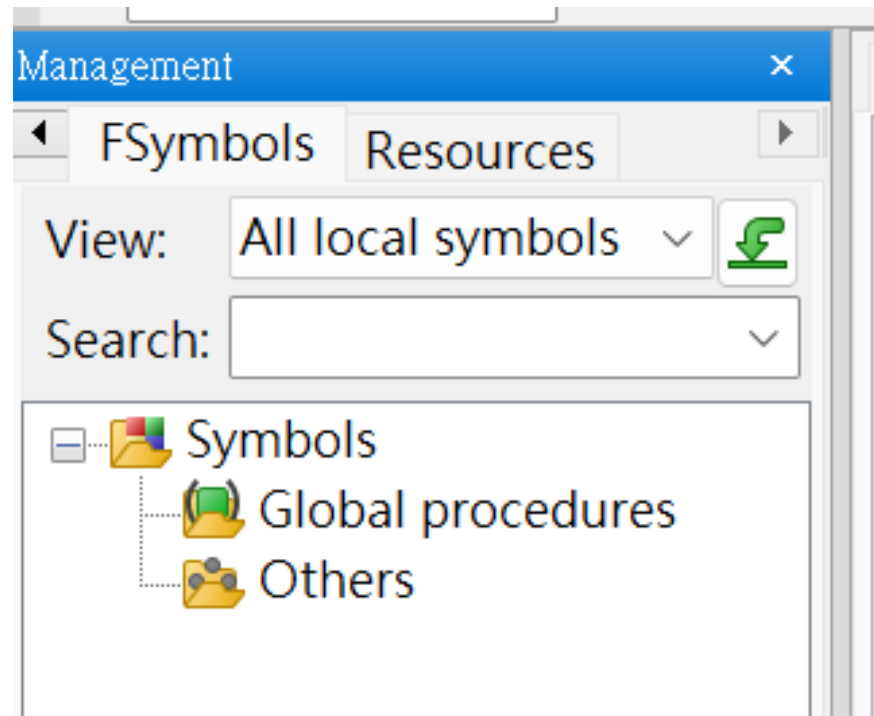 Management
FSymbols Resources
View: All local symbols
Search:
Symbols
Global procedures
Others